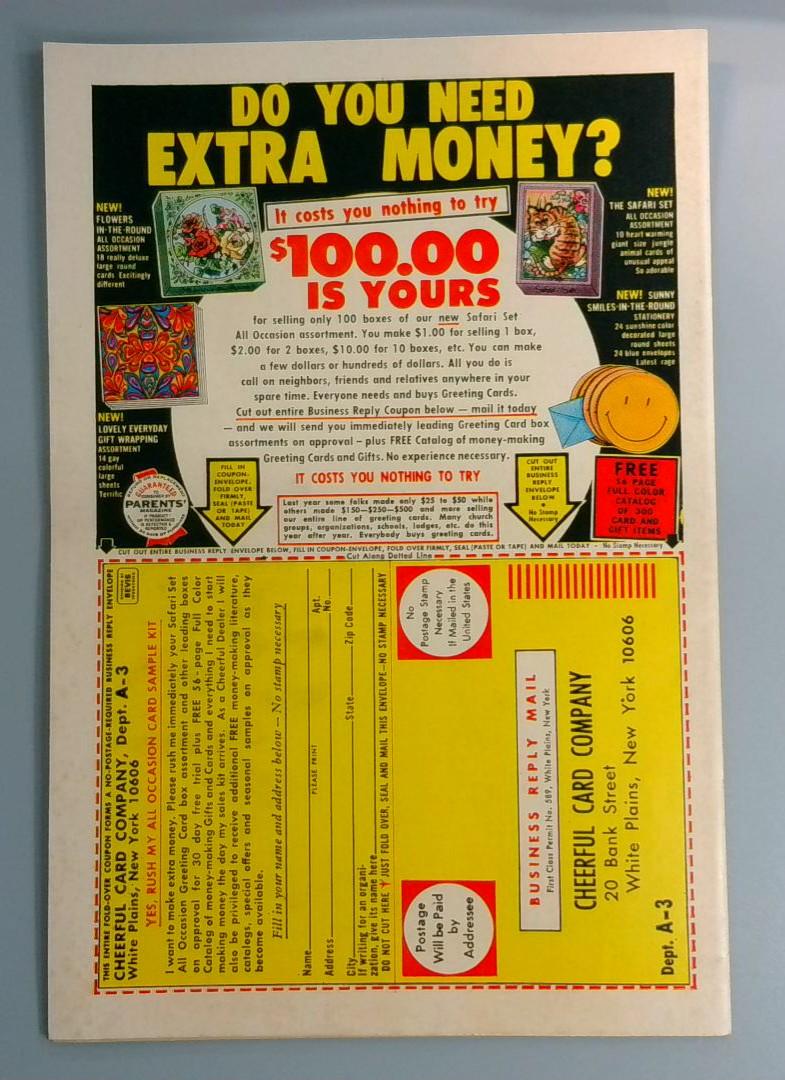 DO YOU NEED
EXTRA MONEY?
It costs you nothing to try
$100.00
IS YOURS
for selling only 100 boxes of our new Safari Set
All Occasion assortment. You make $1.00 for selling 1 box,
$2.00 for 2 boxes, $10.00 for 10 boxes, etc. You can make
a few dollars or hundreds of dollars. All you do is
call on neighbors, friends and relatives anywhere in your
spare time. Everyone needs and buys Greeting Cards.
Cut out entire Business Reply Coupon below — mail it today
— and we will send you immediately leading Greeting Card box
assortments on approval – plus FREE Catalog of money-making
Greeting Cards and Gifts. No experience necessary.
IT COSTS YOU NOTHING TO TRY
Last year some folks made only $25 to $50 while
others made $150—$250—$500 and more selling
our entire line of greeting cards. Many church
groups, organizations, schools, lodges, etc. do this
year after year. Everybody buys greeting cards.
NEW!
FLOWERS
IN-THE-ROUND
ALL OCCASION
ASSORTMENT
18 really deluxe
large round
cards Excitingly
different
NEW!
LOVELY EVERYDAY
GIFT WRAPPING
ASSORTMENT
14 gay
colorful
large
sheets
Terrific
NEW!
THE SAFARI SET
ALL OCCASION
ASSORTMENT
10 heart warming
giant size jungle
animal cards of
unusual appeal
So adorable
NEW! SUNNY
SMILES-IN-THE-ROUND
STATIONERY
24 sunshine color
decorated large
round sheets
24 blue envelopes
Latest rage
GUARANTEED
PARENTS'
MAGAZINE
FILL IN
COUPON-
ENVELOPE,
FOLD OVER
FIRMLY,
SEAL (PASTE
OR TAPE)
AND MAIL
TODAY
CUT OUT
ENTIRE
BUSINESS
REPLY
ENVELOPE
BELOW
No Stamp
Necessary
FREE
56 PAGE
FULL COLOR
CATALOG
OF 300
CARD AND
GIFT ITEMS
CUT OUT ENTIRE BUSINESS REPLY ENVELOPE BELOW, FILL IN COUPON-ENVELOPE, FOLD OVER FIRMLY, SEAL (PASTE OR TAPE) AND MAIL TODAY – No Stamp Necessary
Cut Along Dotted Line
THIS ENTIRE FOLD-OVER COUPON FORMS A NO-POSTAGE-REQUIRED BUSINESS REPLY ENVELOPE
CHEERFUL CARD COMPANY, Dept. A-3
White Plains, New York 10606
BEVIS
YES, RUSH MY ALL OCCASION CARD SAMPLE KIT
I want to make extra money. Please rush me immediately your Safari Set
All Occasion Greeting Card box assortment and other leading boxes
on approval for 30 day free trial plus FREE 56-page Full Color
Catalog of money-making Gifts and Cards and everything I need to start
making money the day my sales kit arrives. As a Cheerful Dealer I will
also be privileged to receive additional FREE money-making literature,
catalogs, special offers and seasonal samples on approval as they
become available.
Fill in your name and address below — No stamp necessary
Name
PLEASE PRINT
Address Apt. No.
City State Zip Code
If writing for an organi-
zation, give its name here
DO NOT CUT HERE JUST FOLD OVER, SEAL AND MAIL THIS ENVELOPE—NO STAMP NECESSARY
Postage
Will be Paid
by
Addressee
No
Postage Stamp
Necessary
If Mailed in the
United States
BUSINESS REPLY MAIL
First Class Permit No. 589, White Plains, New York
CHEERFUL CARD COMPANY
20 Bank Street
White Plains, New York 10606
Dept. A-3